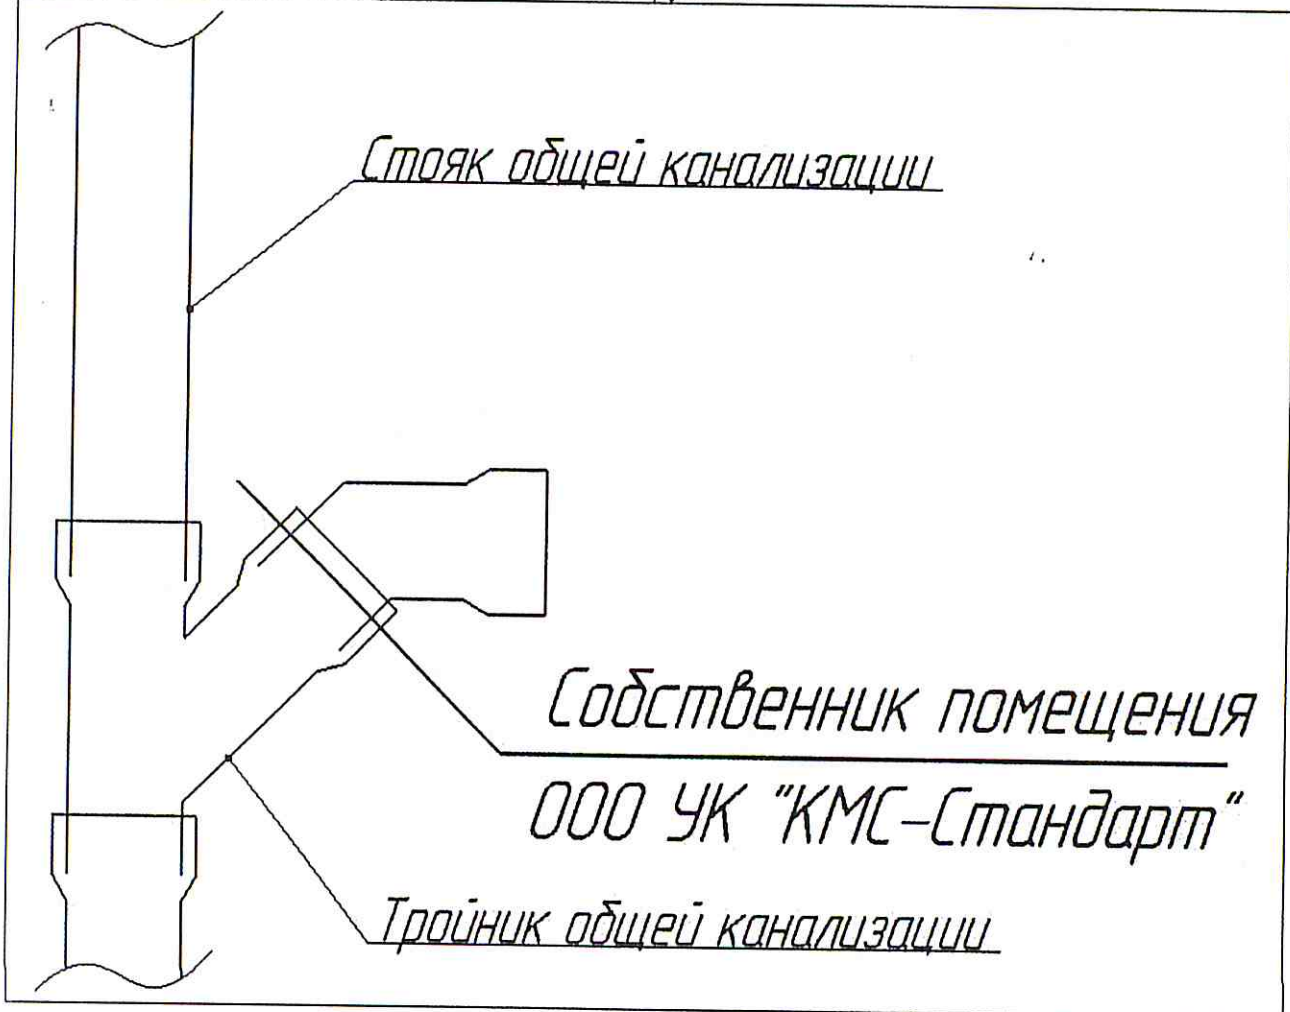 Стояк общей канализации
Собственник помещения
ООО УК "КМС-Стандарт"
Тройник общей канализации